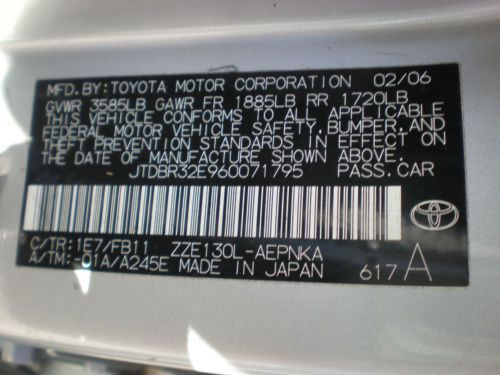 MFD. BY: TOYOTA MOTOR CORPORATION 02/06
GVWR 3585LB GAWR FR 1885LB RR 1720LB
THIS VEHICLE CONFORMS TO ALL APPLICABLE
FEDERAL MOTOR VEHICLE SAFETY, BUMPER, AND
THEFT PREVENTION STANDARDS IN EFFECT ON
THE DATE OF MANUFACTURE SHOWN ABOVE.
JTDBR32E960071795 PASS. CAR
C/TR: 1E7/FB11 ZZE130L-AEPNKA
A/TM: -01A/A245E MADE IN JAPAN 617 A